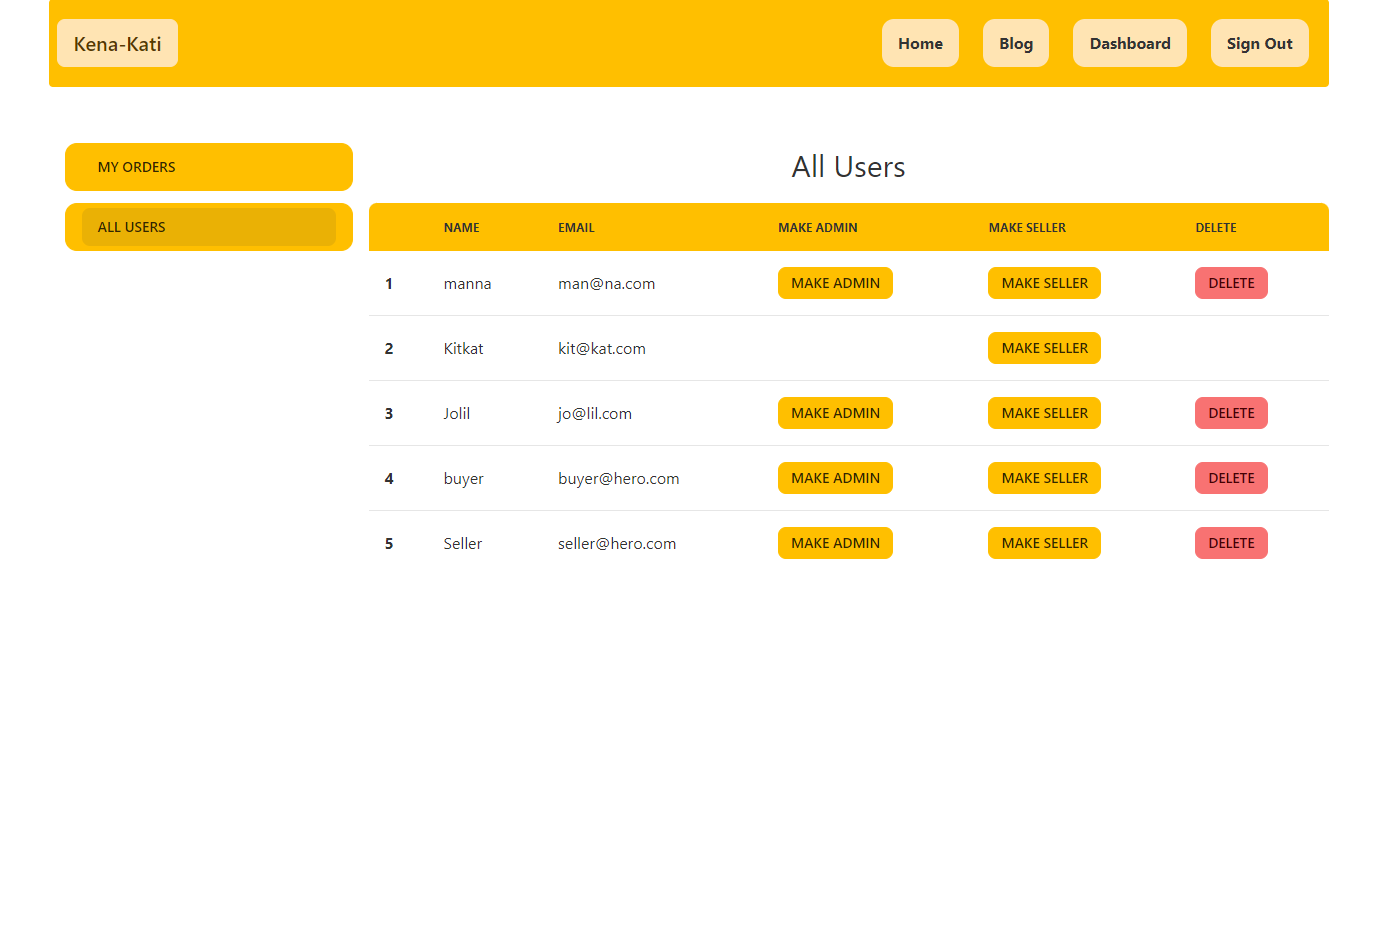 Kena-Kati Home Blog Dashboard Sign Out
MY ORDERS
ALL USERS
All Users
NAME EMAIL MAKE ADMIN MAKE SELLER DELETE
1 manna man@na.com MAKE ADMIN MAKE SELLER DELETE
2 Kitkat kit@kat.com MAKE SELLER
3 Jolil jo@lil.com MAKE ADMIN MAKE SELLER DELETE
4 buyer buyer@hero.com MAKE ADMIN MAKE SELLER DELETE
5 Seller seller@hero.com MAKE ADMIN MAKE SELLER DELETE